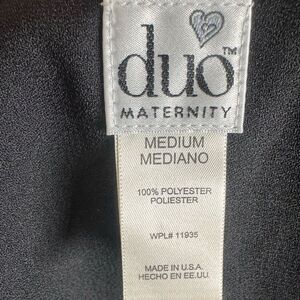 duo™
MATERNITY
MEDIUM
MEDIANO
100% POLYESTER
POLIESTER
WPL# 11935
MADE IN U.S.A.
HECHO EN EE.UU.